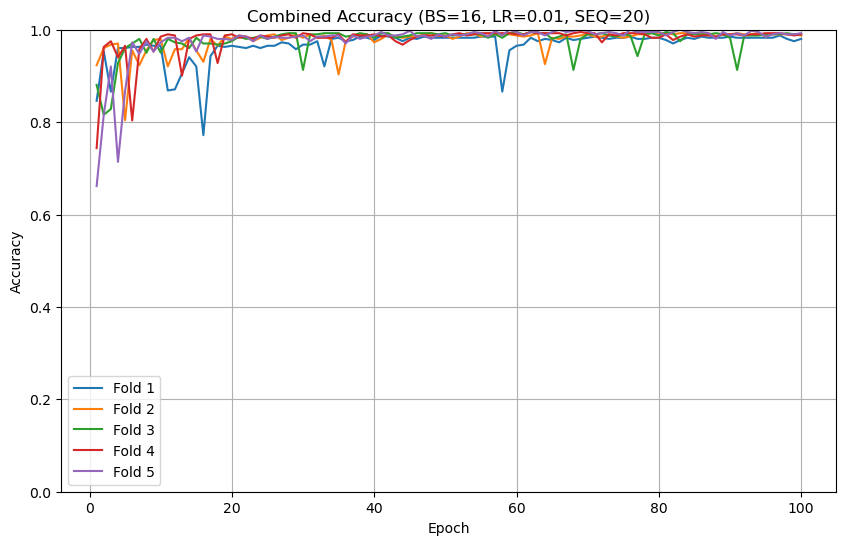 Combined Accuracy (BS=16, LR=0.01, SEQ=20)
1.0
0.8
0.6
0.4
0.2
0.0
Accuracy
Fold 1
Fold 2
Fold 3
Fold 4
Fold 5
0 20 40 60 80 100
Epoch